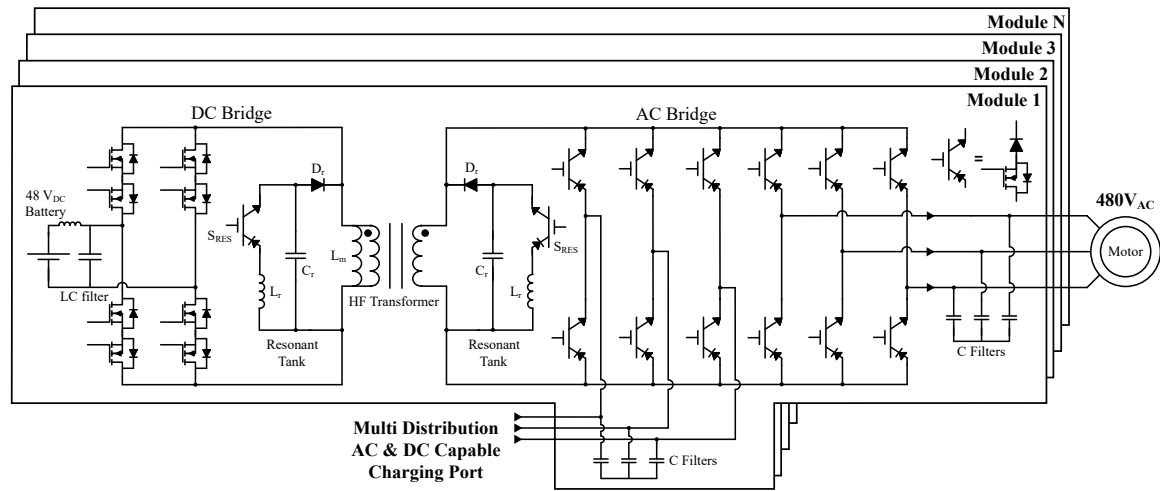 Module N
Module 3
Module 2
Module 1
DC Bridge
AC Bridge
Dr
Dr
=
48 VDC
Battery
480VAC
SRES
SRES
Cr
Lm
Cr
Motor
LC filter
Lr
HF Transformer
Lr
Resonant
Tank
Resonant
Tank
C Filters
Multi Distribution
AC & DC Capable
Charging Port
C Filters